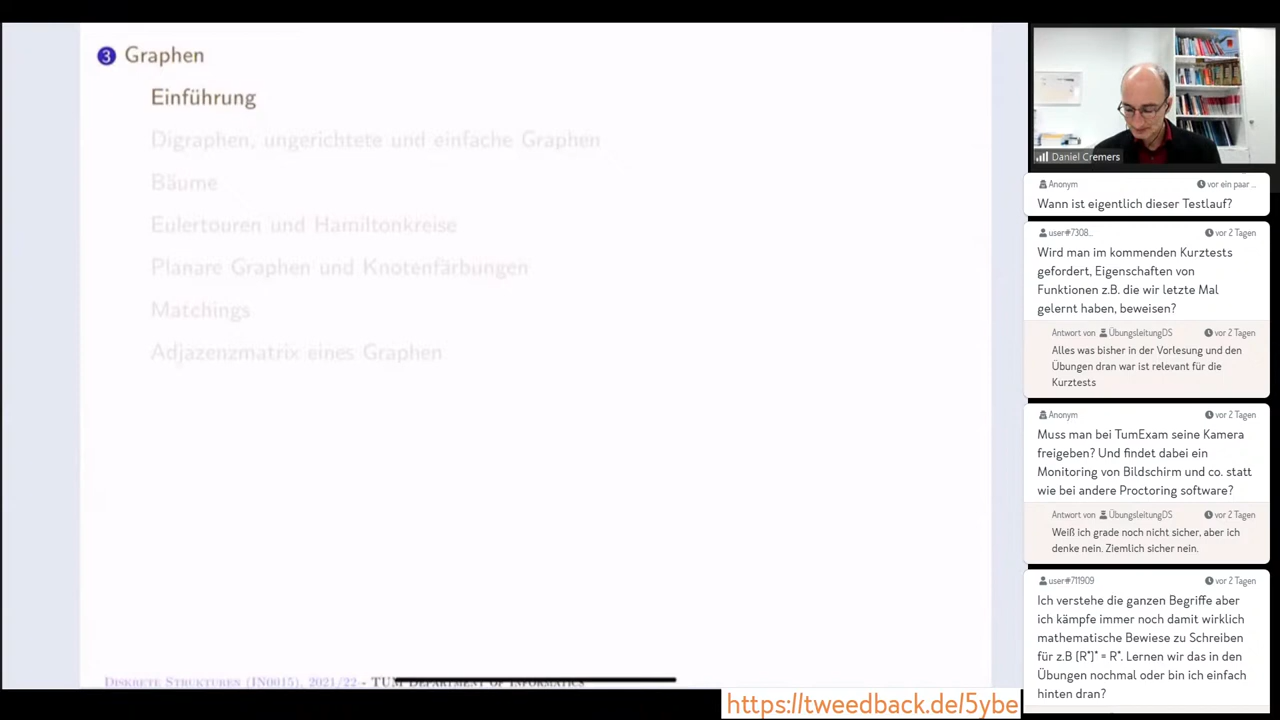 3 Graphen
Einführung
Digraphen, ungerichtete und einfache Graphen
Bäume
Eulertouren und Hamiltonkreise
Planare Graphen und Knotenfärbungen
Matchings
Adjazenzmatrix eines Graphen
Diskrete Strukturen (IN0015), 2021/22 - TUM Department of Informatics
Daniel Cremers
Anonym vor ein paar ...
Wann ist eigentlich dieser Testlauf?
user#7308... vor 2 Tagen
Wird man im kommenden Kurztests
gefordert, Eigenschaften von
Funktionen z.B. die wir letzte Mal
gelernt haben, beweisen?
Antwort von ÜbungsleitungDS vor 2 Tagen
Alles was bisher in der Vorlesung und den
Übungen dran war ist relevant für die
Kurztests
Anonym vor 2 Tagen
Muss man bei TumExam seine Kamera
freigeben? Und findet dabei ein
Monitoring von Bildschirm und co. statt
wie bei andere Proctoring software?
Antwort von ÜbungsleitungDS vor 2 Tagen
Weiß ich grade noch nicht sicher, aber ich
denke nein. Ziemlich sicher nein.
user#711909 vor 2 Tagen
Ich verstehe die ganzen Begriffe aber
ich kämpfe immer noch damit wirklich
mathematische Bewiese zu Schreiben
für z.B (R*)* = R*. Lernen wir das in den
Übungen nochmal oder bin ich einfach
hinten dran?
https://tweedback.de/5ybe